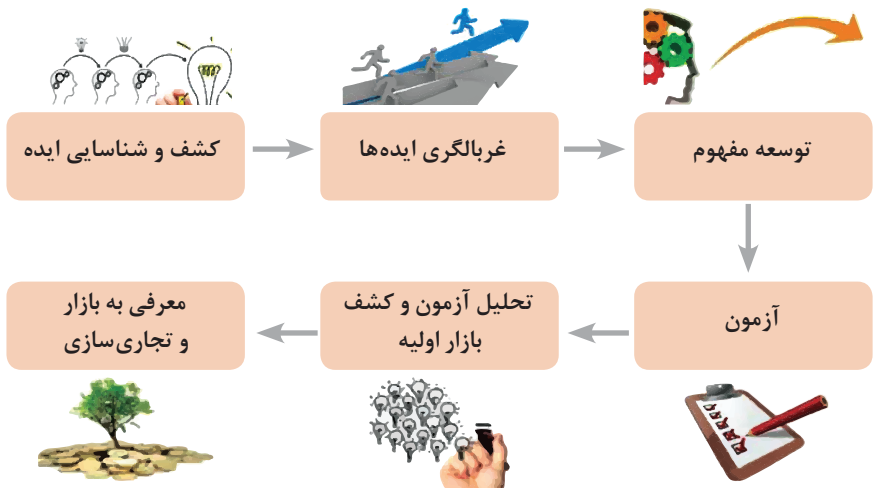 کشف و شناسایی ایده
غربالگری ایده‌ها
توسعه مفهوم
آزمون
تحلیل آزمون و کشف
بازار اولیه
معرفی به بازار
و تجاری‌سازی